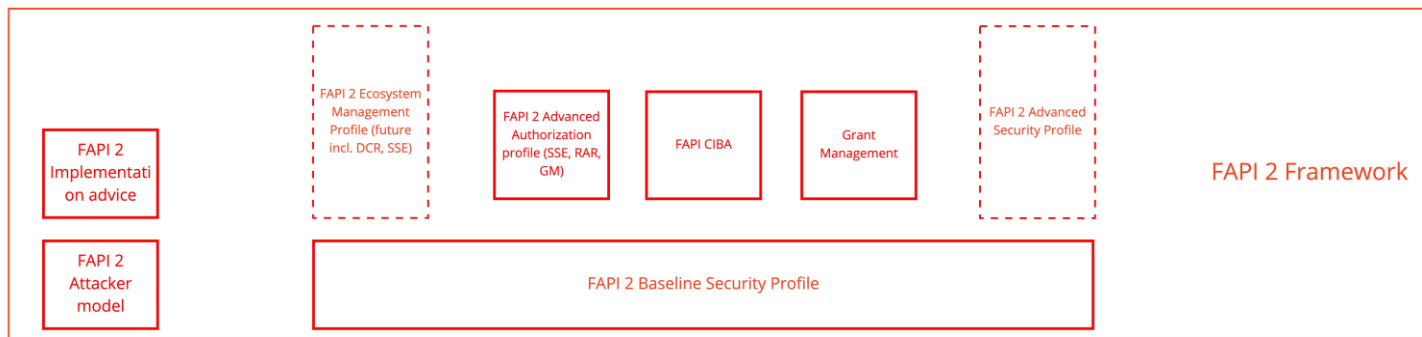 FAPI 2 Ecosystem
Management
Profile (future
incl. DCR, SSE)
FAPI 2 Advanced
Authorization
profile (SSE, RAR,
GM)
FAPI CIBA
Grant
Management
FAPI 2 Advanced
Security Profile
FAPI 2
Implementati
on advice
FAPI 2 Framework
FAPI 2
Attacker
model
FAPI 2 Baseline Security Profile